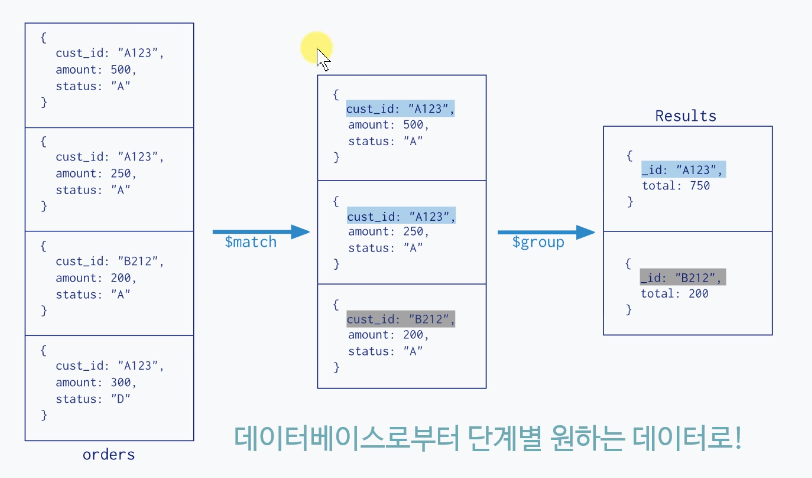 {
cust_id: "A123",
amount: 500,
status: "A"
}
{
cust_id: "A123",
amount: 250,
status: "A"
}
{
cust_id: "B212",
amount: 200,
status: "A"
}
{
cust_id: "A123",
amount: 300,
status: "D"
}
orders
$match
{
cust_id: "A123",
amount: 500,
status: "A"
}
{
cust_id: "A123",
amount: 250,
status: "A"
}
{
cust_id: "B212",
amount: 200,
status: "A"
}
$group
Results
{
_id: "A123",
total: 750
}
{
_id: "B212",
total: 200
}
데이터베이스로부터 단계별 원하는 데이터로!